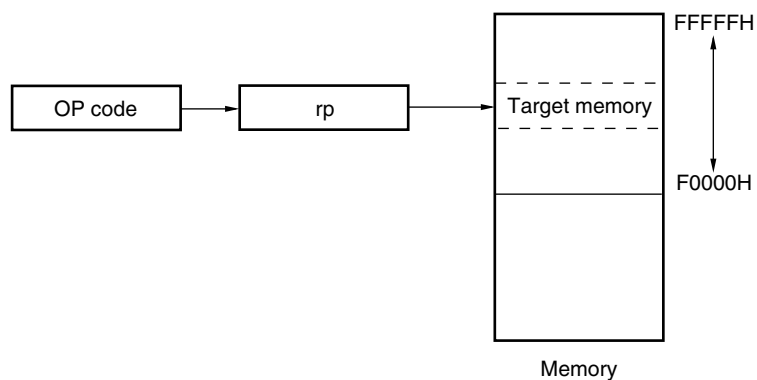 FFFFFH
OP code
rp
Target memory
F0000H
Memory